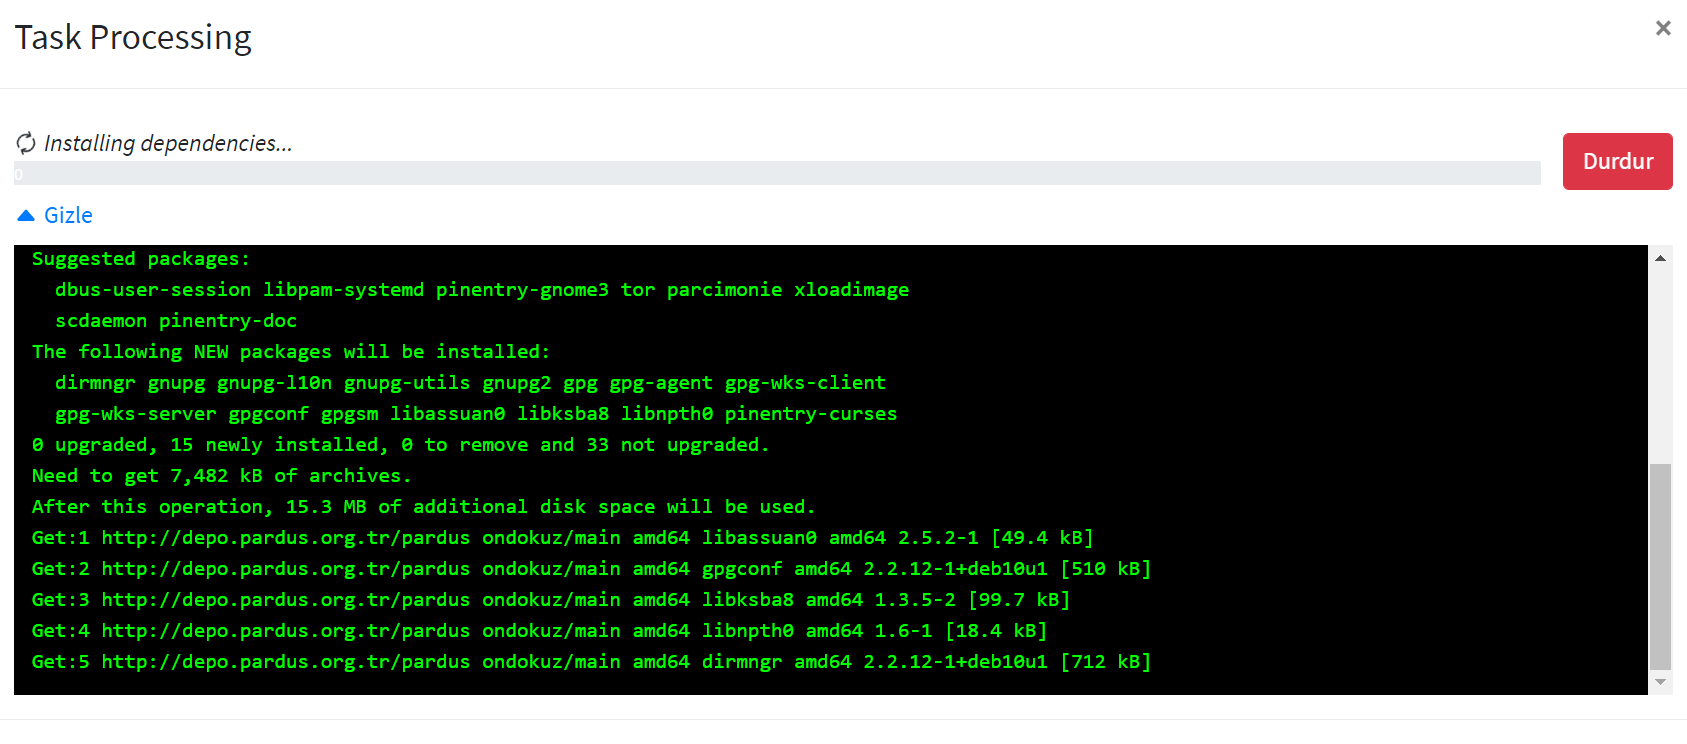 Task Processing
×
Installing dependencies...
0
Durdur
Gizle
Suggested packages:
dbus-user-session libpam-systemd pinentry-gnome3 tor parcimonie xloadimage
scdaemon pinentry-doc
The following NEW packages will be installed:
dirmngr gnupg gnupg-l10n gnupg-utils gnupg2 gpg gpg-agent gpg-wks-client
gpg-wks-server gpgconf gpgsm libassuan0 libksba8 libnpth0 pinentry-curses
0 upgraded, 15 newly installed, 0 to remove and 33 not upgraded.
Need to get 7,482 kB of archives.
After this operation, 15.3 MB of additional disk space will be used.
Get:1 http://depo.pardus.org.tr/pardus ondokuz/main amd64 libassuan0 amd64 2.5.2-1 [49.4 kB]
Get:2 http://depo.pardus.org.tr/pardus ondokuz/main amd64 gpgconf amd64 2.2.12-1+deb10u1 [510 kB]
Get:3 http://depo.pardus.org.tr/pardus ondokuz/main amd64 libksba8 amd64 1.3.5-2 [99.7 kB]
Get:4 http://depo.pardus.org.tr/pardus ondokuz/main amd64 libnpth0 amd64 1.6-1 [18.4 kB]
Get:5 http://depo.pardus.org.tr/pardus ondokuz/main amd64 dirmngr amd64 2.2.12-1+deb10u1 [712 kB]